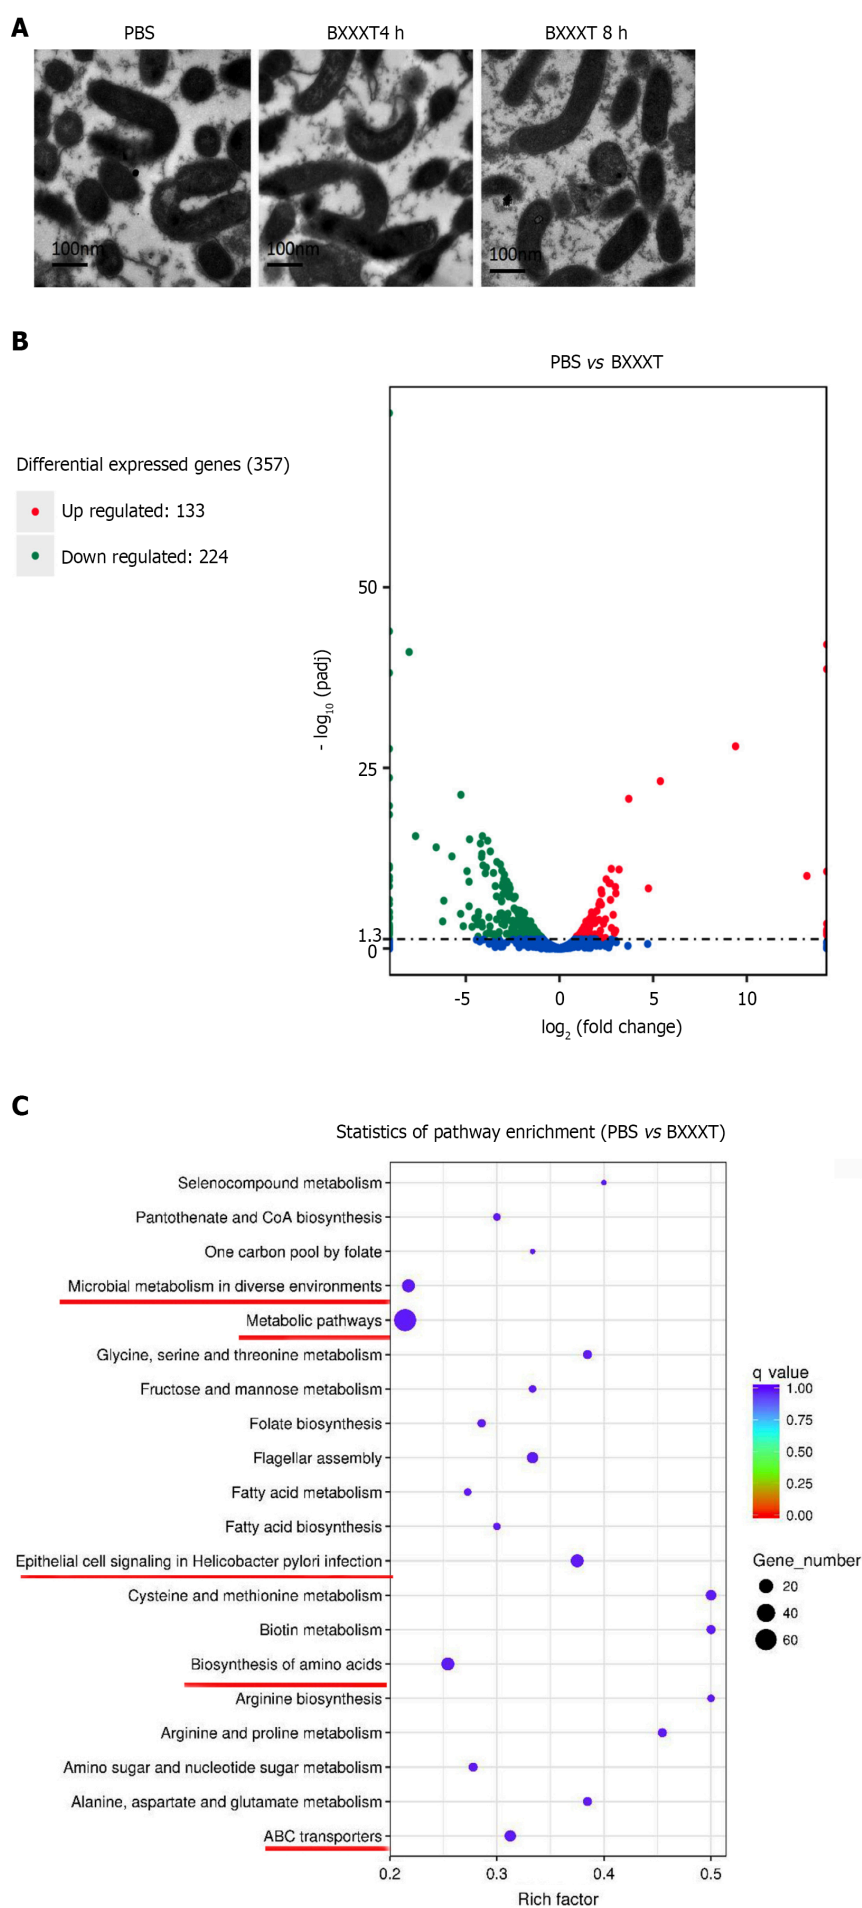 A
PBS
BXXXT4 h
BXXXT 8 h
100nm
100nm
100nm
B
PBS vs BXXXT
Differential expressed genes (357)
Up regulated: 133
Down regulated: 224
50
25
1.3
0
- log10 (padj)
-5
0
5
10
log2 (fold change)
C
Statistics of pathway enrichment (PBS vs BXXXT)
Selenocompound metabolism
Pantothenate and CoA biosynthesis
One carbon pool by folate
Microbial metabolism in diverse environments
Metabolic pathways
Glycine, serine and threonine metabolism
Fructose and mannose metabolism
Folate biosynthesis
Flagellar assembly
Fatty acid metabolism
Fatty acid biosynthesis
Epithelial cell signaling in Helicobacter pylori infection
Cysteine and methionine metabolism
Biotin metabolism
Biosynthesis of amino acids
Arginine biosynthesis
Arginine and proline metabolism
Amino sugar and nucleotide sugar metabolism
Alanine, aspartate and glutamate metabolism
ABC transporters
0.2
0.3
0.4
0.5
Rich factor
q value
1.00
0.75
0.50
0.25
0.00
Gene_number
20
40
60